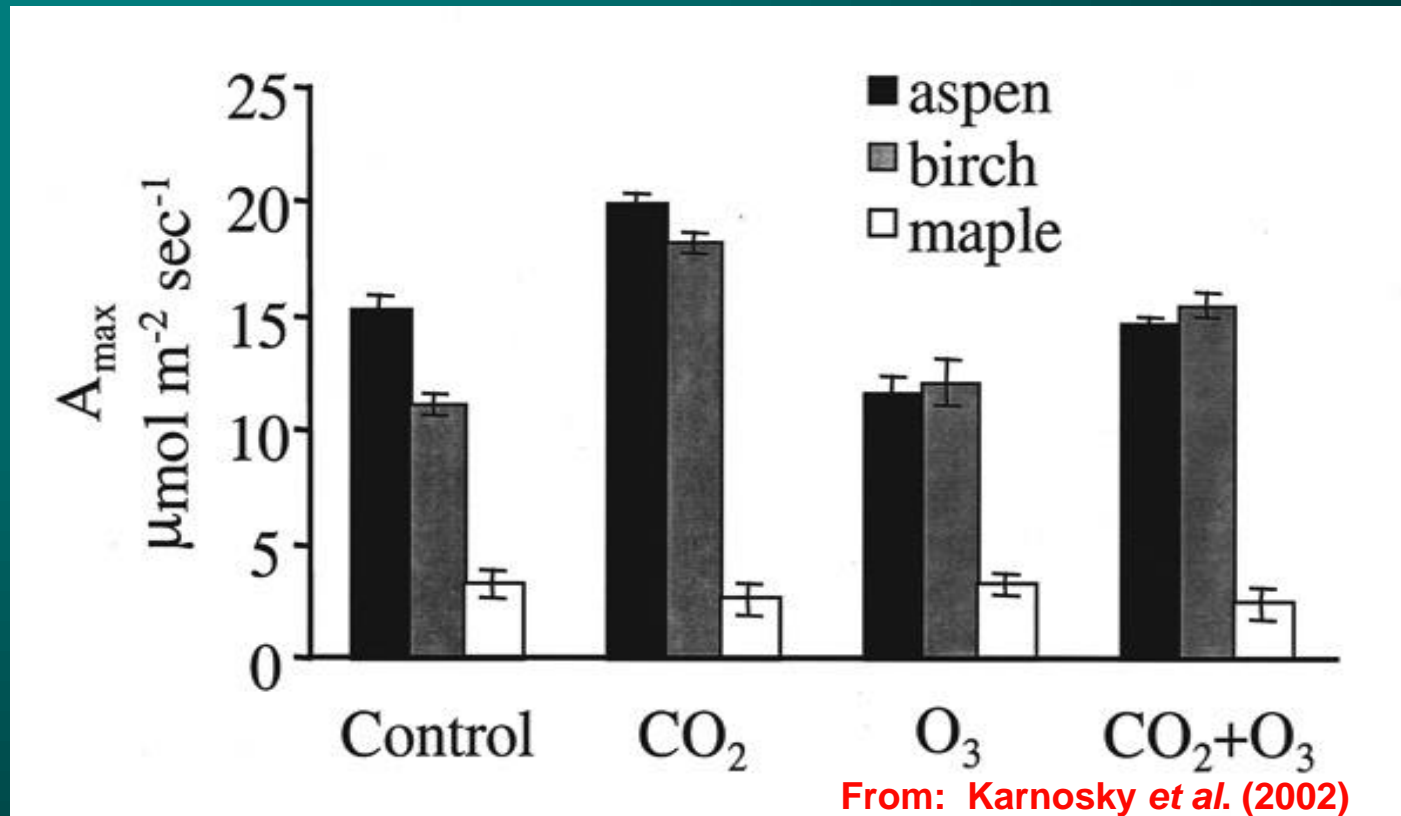 25
20
15
10
5
0
A_max
μmol m⁻² sec⁻¹
aspen
birch
maple
Control
CO₂
O₃
CO₂+O₃
From: Karnosky et al. (2002)